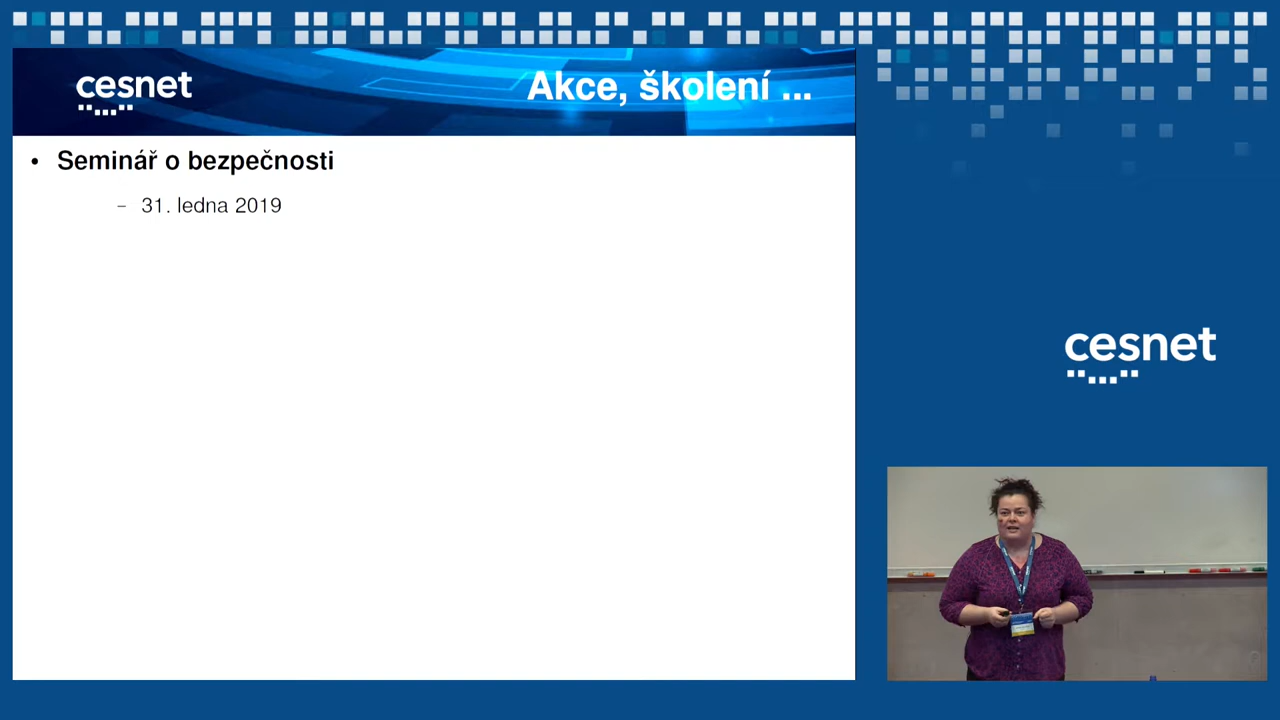 cesnet
Akce, školení ...
• Seminář o bezpečnosti
– 31. ledna 2019
cesnet